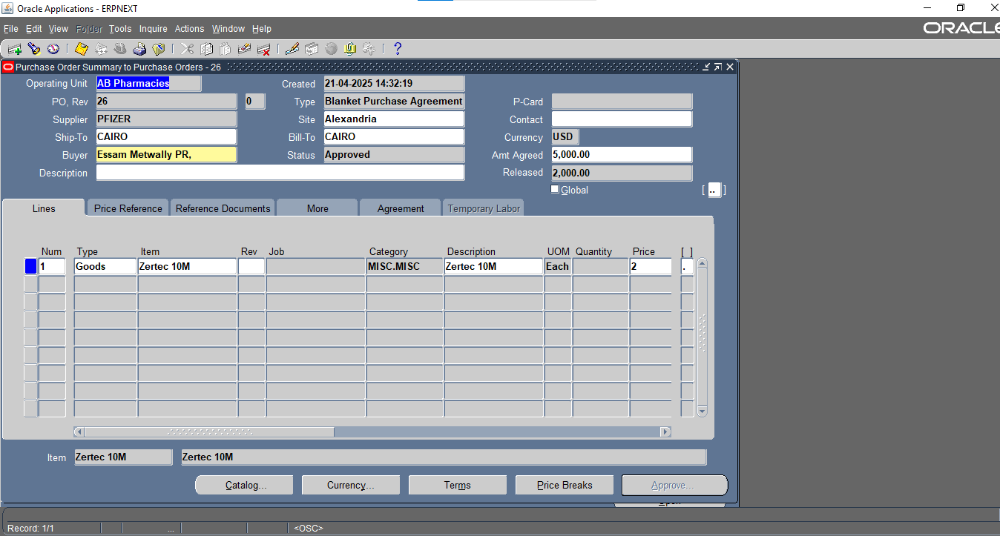 Oracle Applications - ERPNEXT
File Edit View Folder Tools Inquire Actions Window Help
ORACLE
Purchase Order Summary to Purchase Orders - 26
Operating Unit AB Pharmacies Created 21-04-2025 14:32:19
PO, Rev 26 0 Type Blanket Purchase Agreement P-Card
Supplier PFIZER Site Alexandria Contact
Ship-To CAIRO Bill-To CAIRO Currency USD
Buyer Essam Metwally PR, Status Approved Amt Agreed 5,000.00
Description Released 2,000.00
Global [ .. ]
Lines Price Reference Reference Documents More Agreement Temporary Labor
Num Type Item Rev Job Category Description UOM Quantity Price [ ]
1 Goods Zertec 10M MISC.MISC Zertec 10M Each 2 .
Item Zertec 10M Zertec 10M
Catalog... Currency... Terms Price Breaks Approve...
Record: 1/1 ... <OSC>